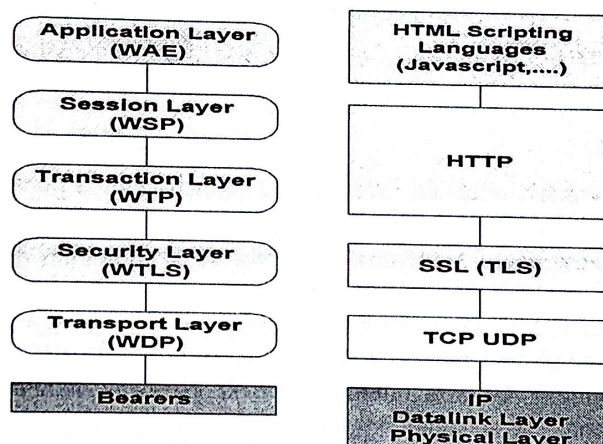 Application Layer
(WAE)
Session Layer
(WSP)
Transaction Layer
(WTP)
Security Layer
(WTLS)
Transport Layer
(WDP)
Bearers
HTML Scripting
Languages
(Javascript,....)
HTTP
SSL (TLS)
TCP UDP
IP
Datalink Layer
Physical Layer